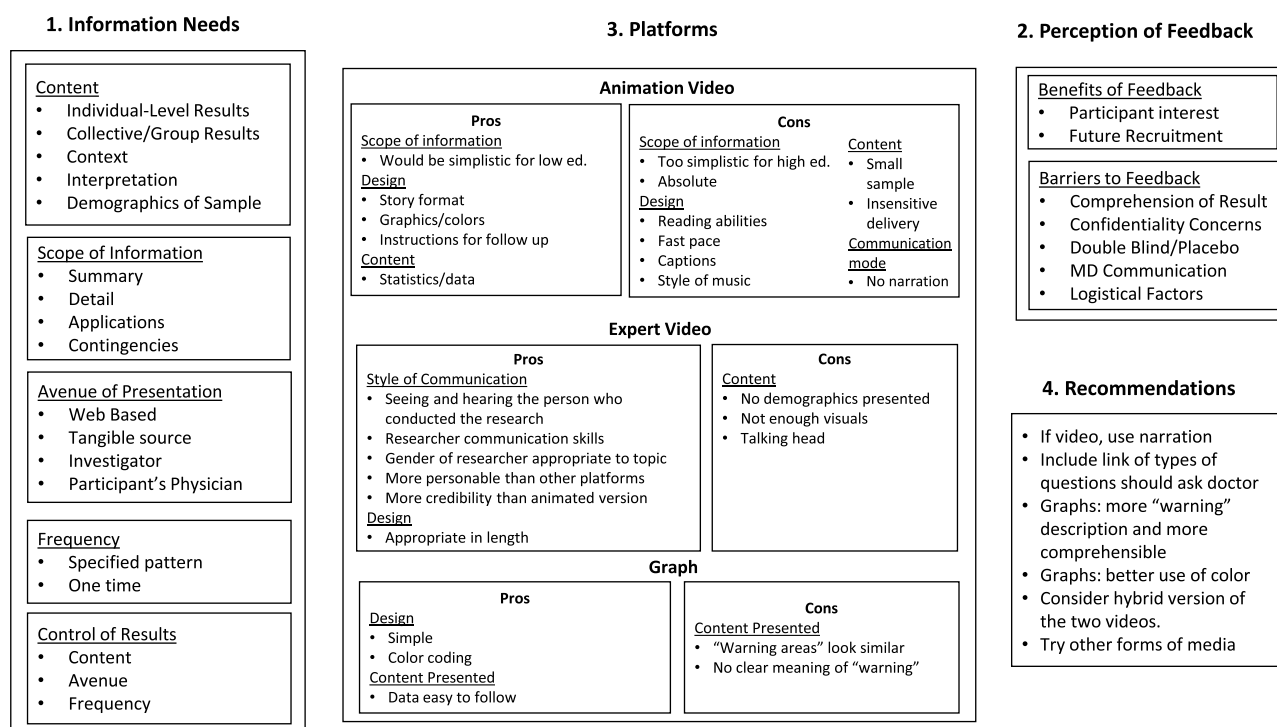 1. Information Needs
Content
• Individual-Level Results
• Collective/Group Results
• Context
• Interpretation
• Demographics of Sample
Scope of Information
• Summary
• Detail
• Applications
• Contingencies
Avenue of Presentation
• Web Based
• Tangible source
• Investigator
• Participant's Physician
Frequency
• Specified pattern
• One time
Control of Results
• Content
• Avenue
• Frequency
3. Platforms
Animation Video
Pros
Scope of information
• Would be simplistic for low ed.
Design
• Story format
• Graphics/colors
• Instructions for follow up
Content
• Statistics/data
Cons
Scope of information
• Too simplistic for high ed.
• Absolute
Design
• Reading abilities
• Fast pace
• Captions
• Style of music
Content
• Small
sample
• Insensitive
delivery
Communication
mode
• No narration
Expert Video
Pros
Style of Communication
• Seeing and hearing the person who
conducted the research
• Researcher communication skills
• Gender of researcher appropriate to topic
• More personable than other platforms
• More credibility than animated version
Design
• Appropriate in length
Cons
Content
• No demographics presented
• Not enough visuals
• Talking head
Graph
Pros
Design
• Simple
• Color coding
Content Presented
• Data easy to follow
Cons
Content Presented
• “Warning areas” look similar
• No clear meaning of “warning”
2. Perception of Feedback
Benefits of Feedback
• Participant interest
• Future Recruitment
Barriers to Feedback
• Comprehension of Result
• Confidentiality Concerns
• Double Blind/Placebo
• MD Communication
• Logistical Factors
4. Recommendations
• If video, use narration
• Include link of types of
questions should ask doctor
• Graphs: more “warning”
description and more
comprehensible
• Graphs: better use of color
• Consider hybrid version of
the two videos.
• Try other forms of media